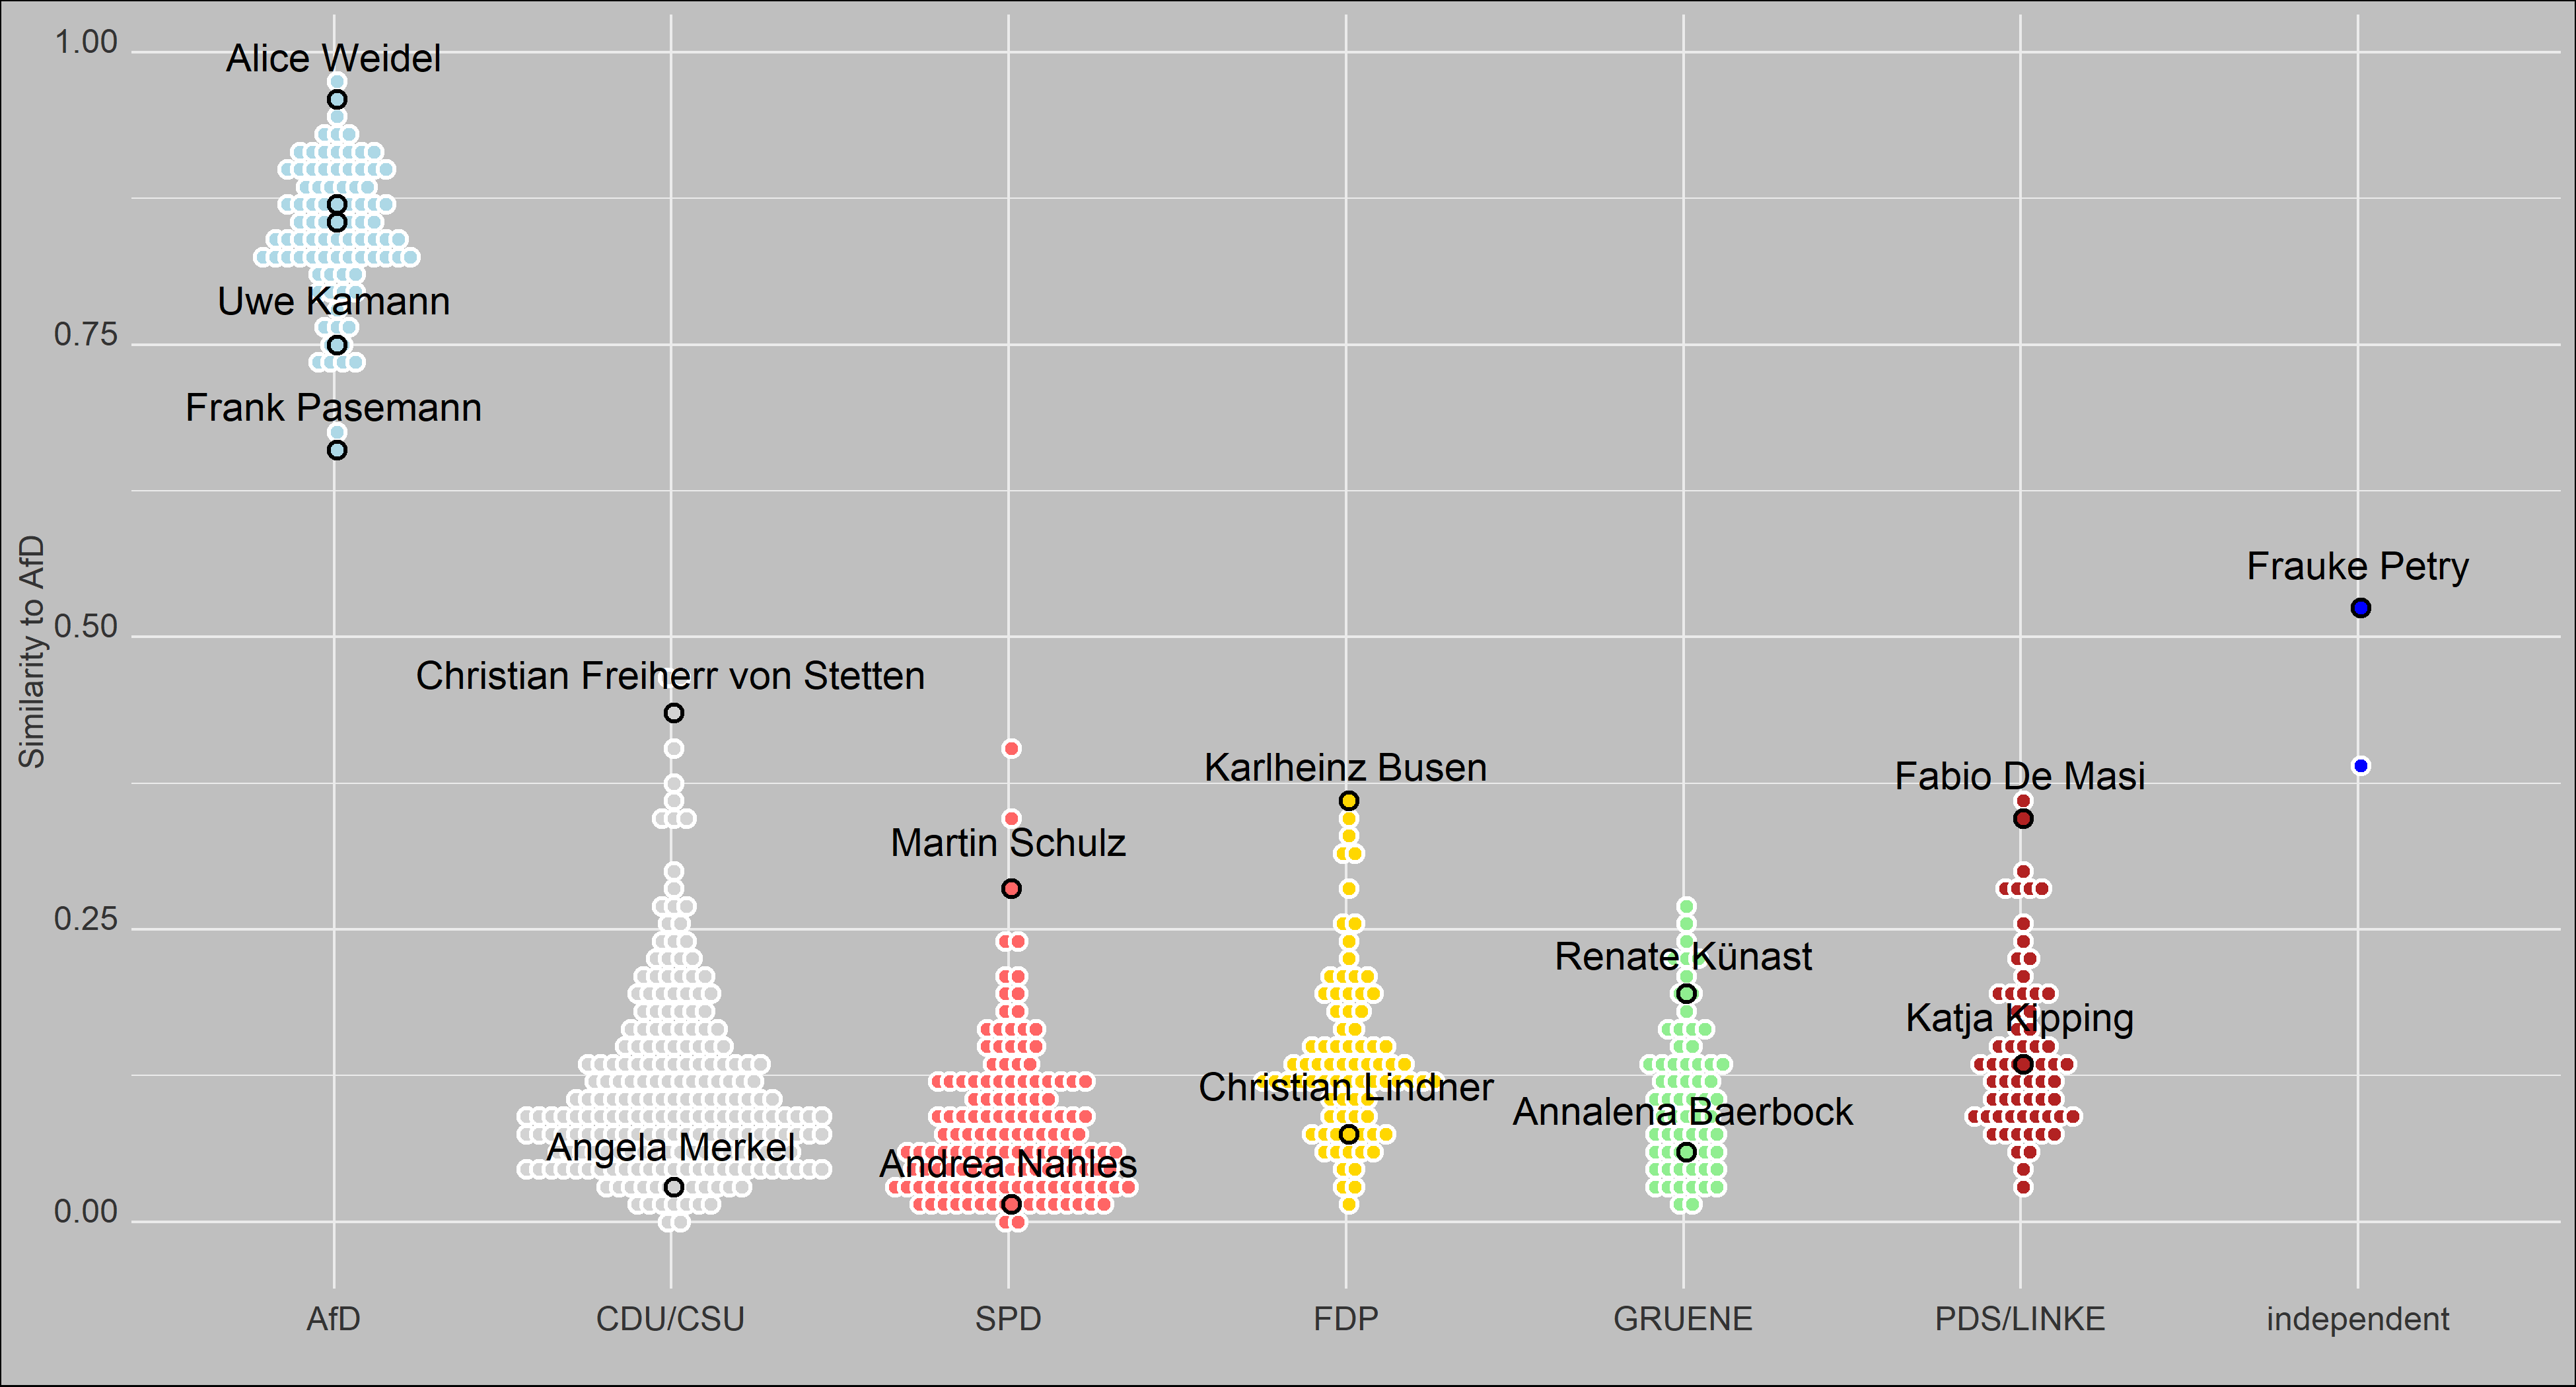 1.00
Alice Weidel
Uwe Kamann
0.75
Frank Pasemann
Similarity to AfD
Frauke Petry
0.50
Christian Freiherr von Stetten
Karlheinz Busen
Fabio De Masi
Martin Schulz
0.25
Renate Künast
Katja Kipping
Christian Lindner
Annalena Baerbock
Angela Merkel
Andrea Nahles
0.00
AfD
CDU/CSU
SPD
FDP
GRUENE
PDS/LINKE
independent